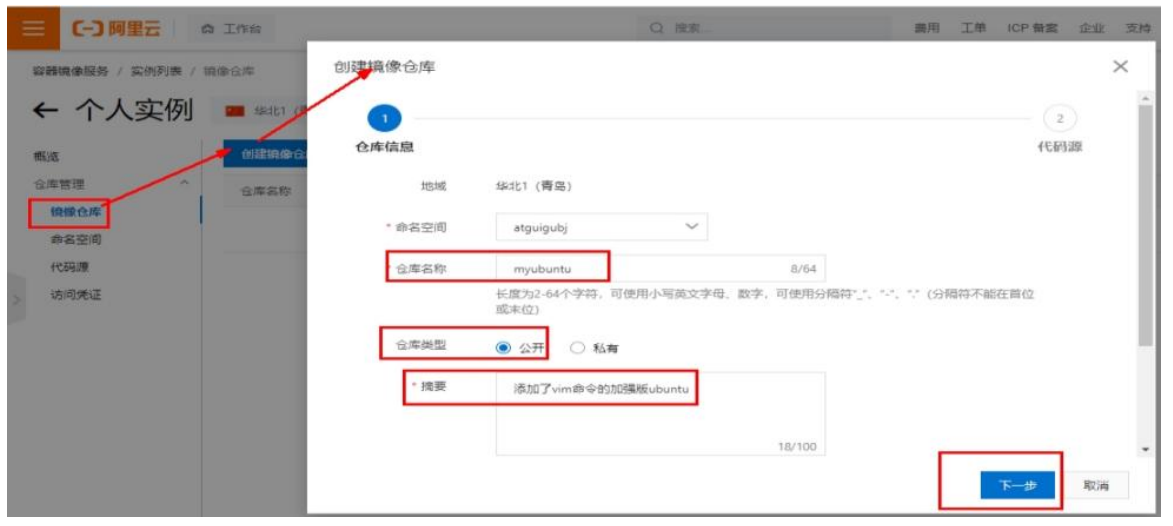 阿里云
工作台
搜索...
费用 工单 ICP 备案 企业 支持
容器镜像服务 / 实例列表 / 镜像仓库
个人实例
华北1 (青
概览
仓库管理
镜像仓库
命名空间
代码源
访问凭证
创建镜像仓
仓库名称
创建镜像仓库
1
2
仓库信息
代码源
地域 华北1 (青岛)
* 命名空间 atguigubj
* 仓库名称 myubuntu 8/64
长度为2-64个字符,可使用小写英文字母、数字,可使用分隔符"_"、"-"、"." (分隔符不能在首位
或末位)
仓库类型 公开 私有
* 摘要 添加了vim命令的加强版ubuntu
18/100
下一步 取消